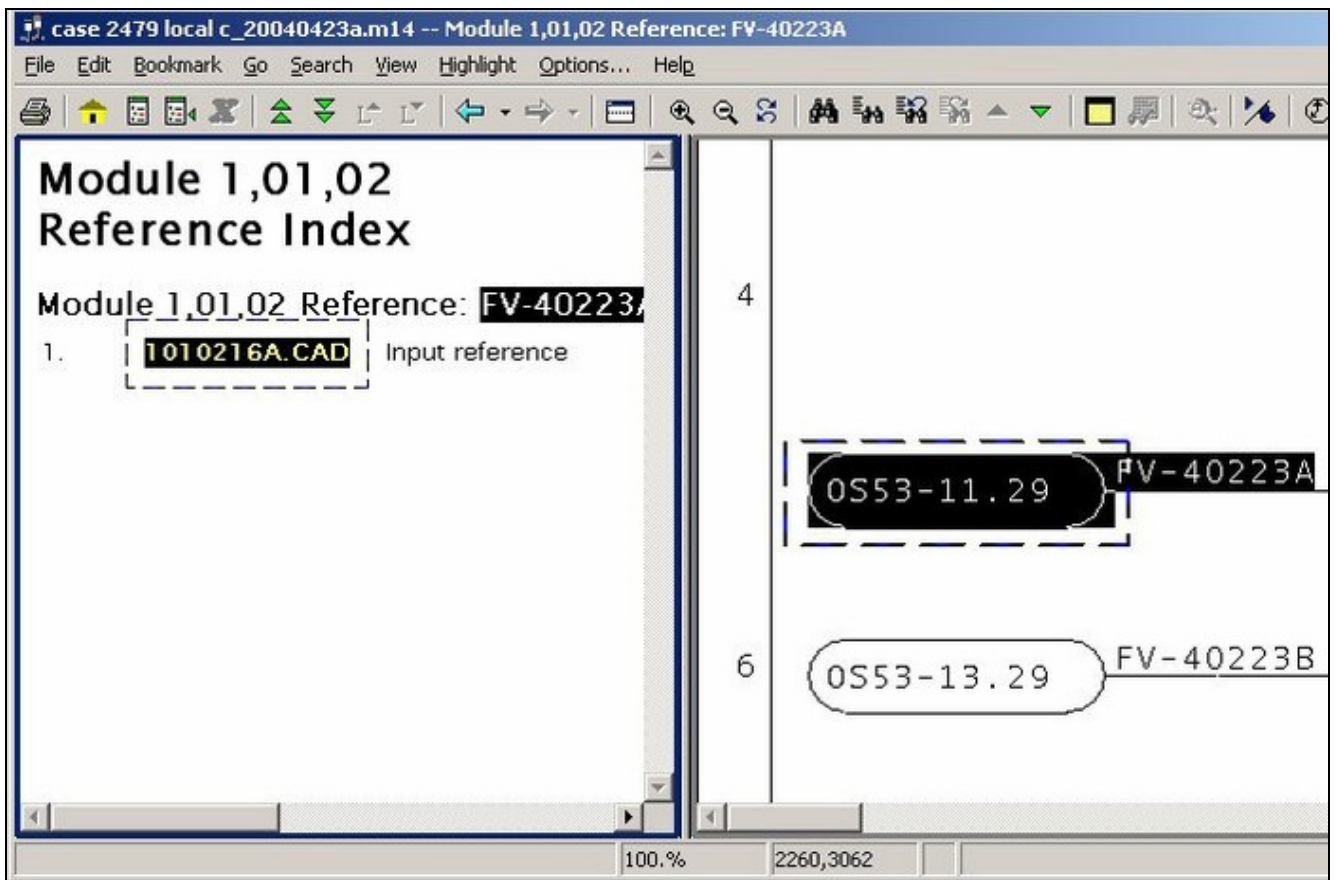 case 2479 local c_20040423a.m14 -- Module 1,01,02 Reference: FV-40223A
File Edit Bookmark Go Search View Highlight Options... Help
Module 1,01,02
Reference Index
Module 1,01,02 Reference: FV-40223A
1. 1010216A.CAD Input reference
4
OS53-11.29 FV-40223A
6
OS53-13.29 FV-40223B
100.% 2260,3062